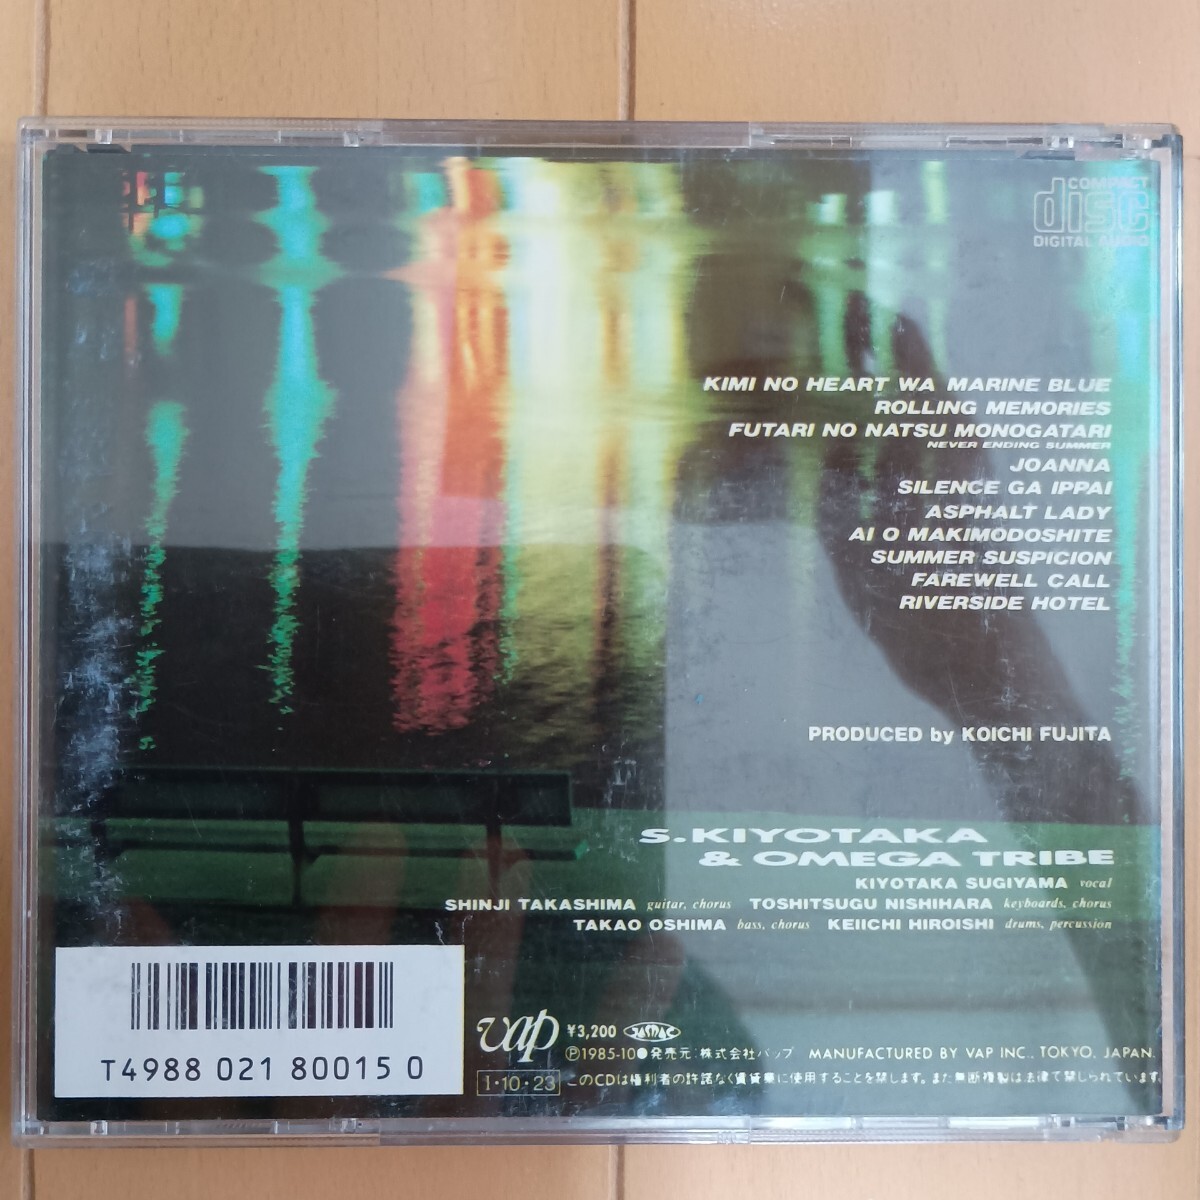 COMPACT
disc
DIGITAL AUDIO
KIMI NO HEART WA MARINE BLUE
ROLLING MEMORIES
FUTARI NO NATSU MONOGATARI
NEVER ENDING SUMMER
JOANNA
SILENCE GA IPPAI
ASPHALT LADY
AI O MAKIMODOSHITE
SUMMER SUSPICION
FAREWELL CALL
RIVERSIDE HOTEL
PRODUCED by KOICHI FUJITA
S.KIYOTAKA
& OMEGA TRIBE
KIYOTAKA SUGIYAMA vocal
SHINJI TAKASHIMA guitar, chorus TOSHITSUGU NISHIHARA keyboards, chorus
TAKAO OSHIMA bass, chorus KEIICHI HIROISHI drums, percussion
T4988 021 80015 0
vap ¥3,200 JASRAC
Ⓟ1985-10●発売元:株式会社バップ MANUFACTURED BY VAP INC., TOKYO, JAPAN.
I・10・23 このCDは権利者の許諾なく賃貸業に使用することを禁じます。また無断複製は法律で禁じられています。